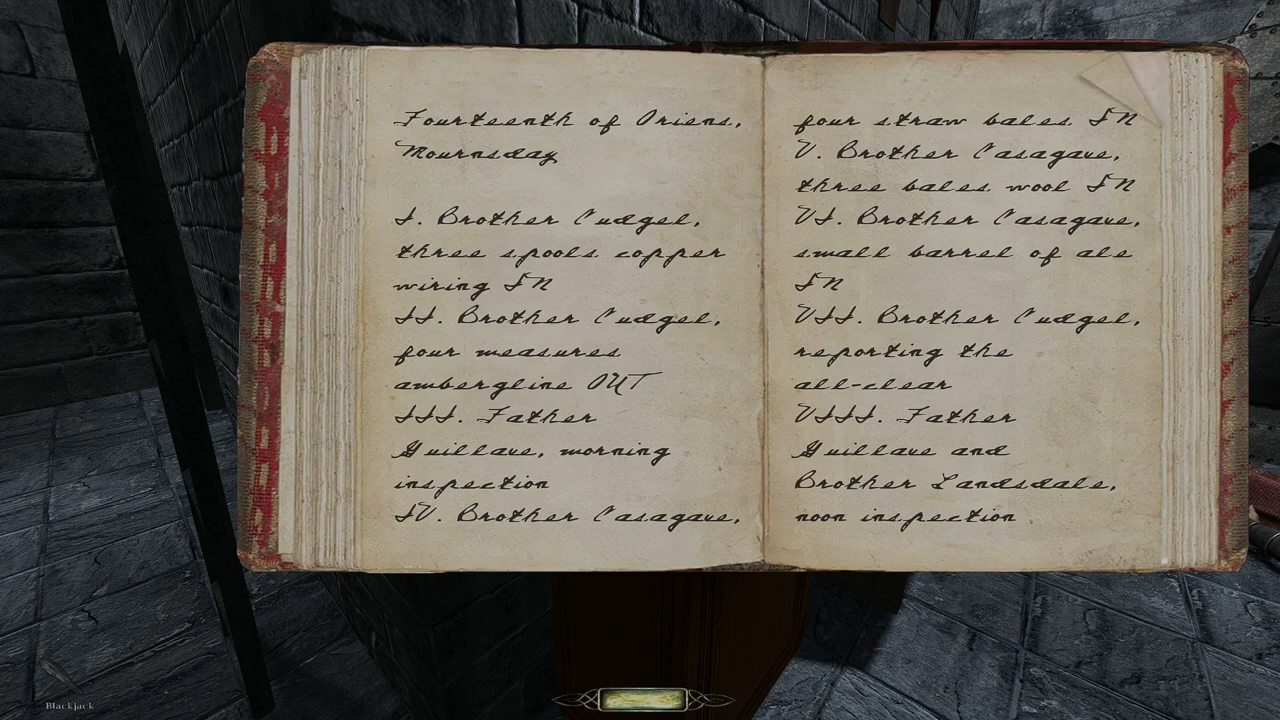 Fourteenth of Oriens,
Mournsday
I. Brother Cudgel,
three spools copper
wiring IN
II. Brother Cudgel,
four measures
ambergline OUT
III. Father
Guillave, morning
inspection
IV. Brother Casagave,
four straw bales IN
V. Brother Casagave,
three bales wool IN
VI. Brother Casagave,
small barrel of ale
IN
VII. Brother Cudgel,
reporting the
all-clear
VIII. Father
Guillave and
Brother Landsdale,
noon inspection
Blackjack